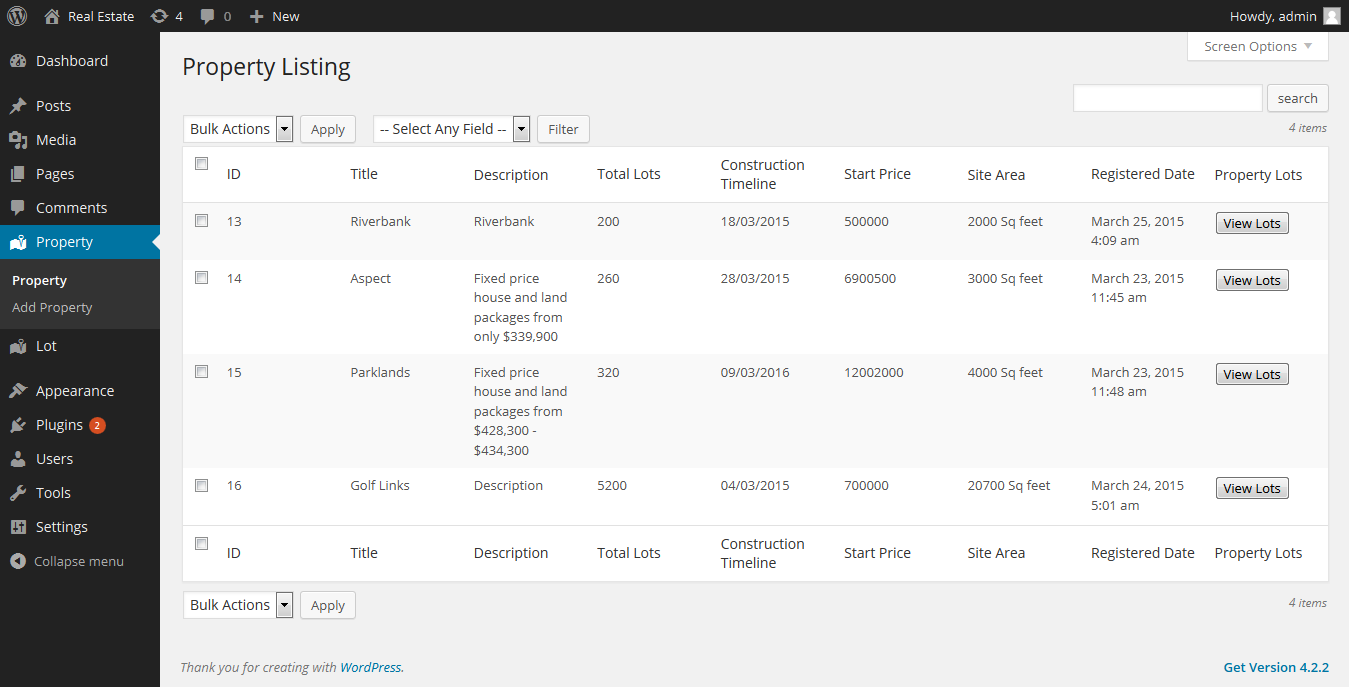 Real Estate 4 0 New Howdy, admin
Screen Options
Dashboard
Posts
Media
Pages
Comments
Property
Property
Add Property
Lot
Appearance
Plugins 2
Users
Tools
Settings
Collapse menu
Property Listing
search
Bulk Actions Apply -- Select Any Field -- Filter 4 items
ID Title Description Total Lots Construction Timeline Start Price Site Area Registered Date Property Lots
13 Riverbank Riverbank 200 18/03/2015 500000 2000 Sq feet March 25, 2015 View Lots
4:09 am
14 Aspect Fixed price 260 28/03/2015 6900500 3000 Sq feet March 23, 2015 View Lots
house and land 11:45 am
packages from
only $339,900
15 Parklands Fixed price 320 09/03/2016 12002000 4000 Sq feet March 23, 2015 View Lots
house and land 11:48 am
packages from
$428,300 -
$434,300
16 Golf Links Description 5200 04/03/2015 700000 20700 Sq feet March 24, 2015 View Lots
5:01 am
ID Title Description Total Lots Construction Timeline Start Price Site Area Registered Date Property Lots
Bulk Actions Apply 4 items
Thank you for creating with WordPress. Get Version 4.2.2